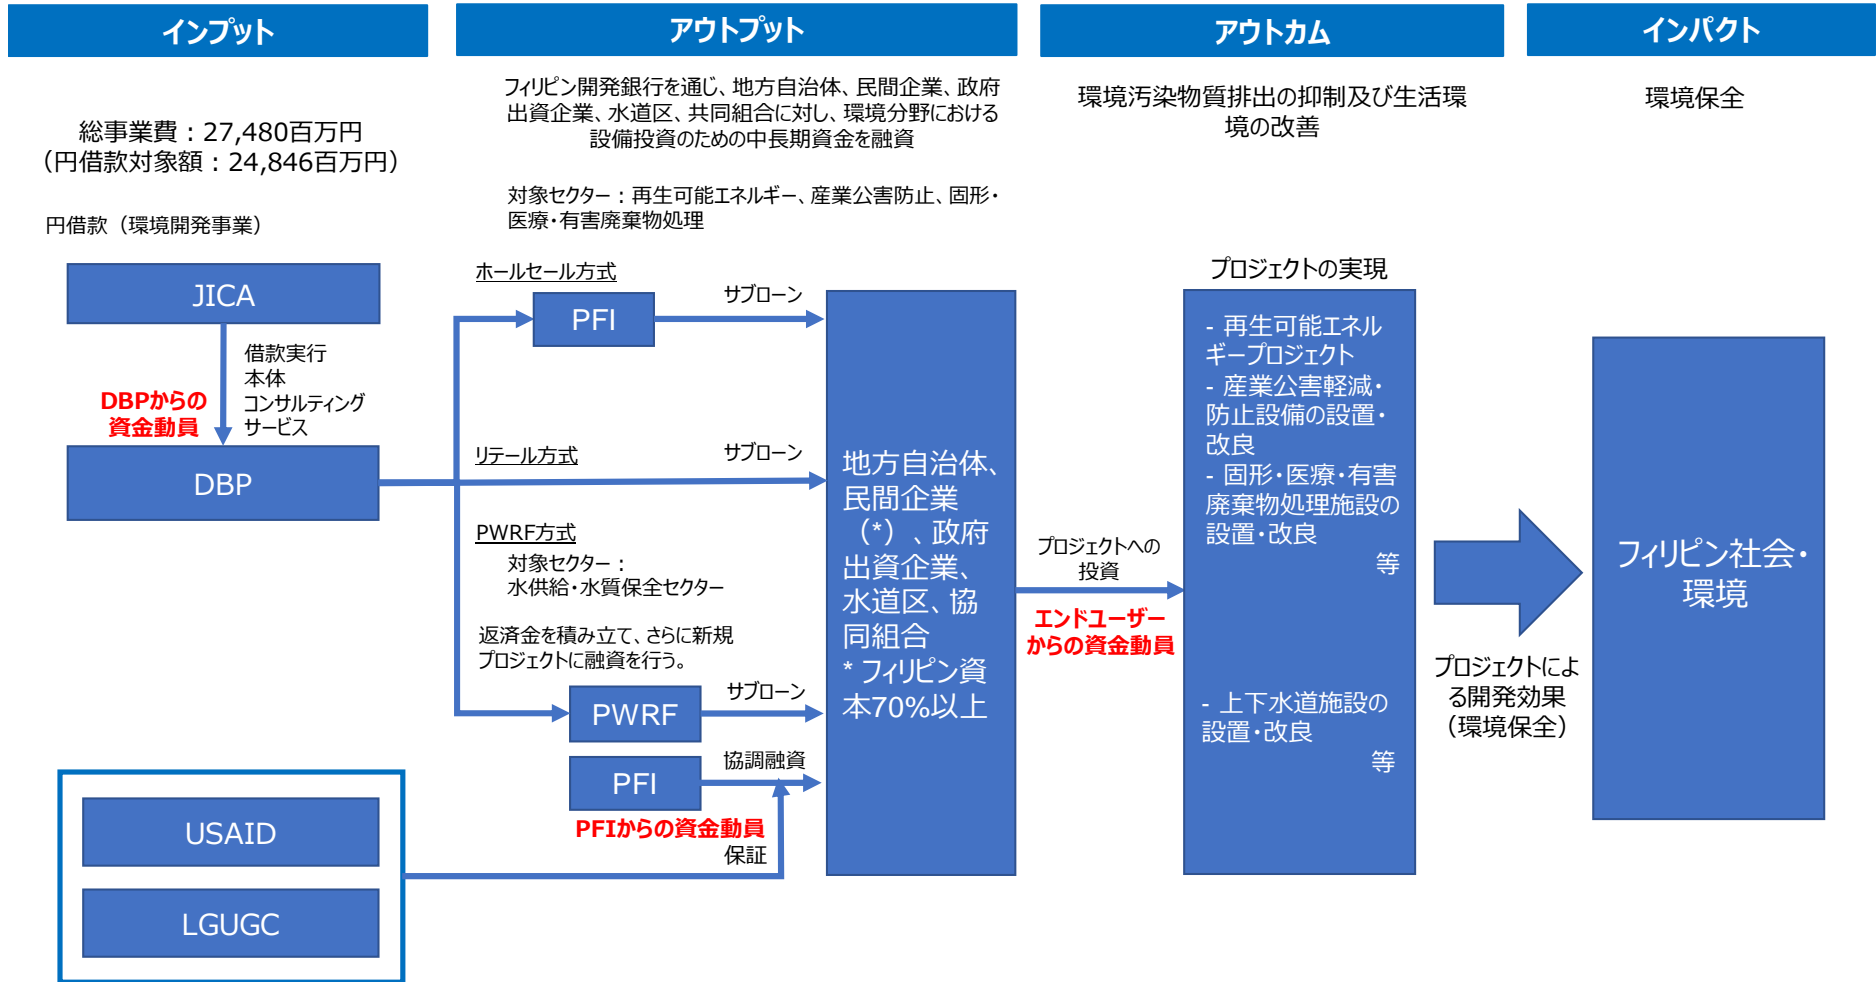 インプット
総事業費：27,480百万円
（円借款対象額：24,846百万円）
円借款（環境開発事業）
JICA
借款実行
本体
コンサルティング
サービス
DBPからの
資金動員
DBP
USAID
LGUGC
アウトプット
フィリピン開発銀行を通じ、地方自治体、民間企業、政府
出資企業、水道区、共同組合に対し、環境分野における
設備投資のための中長期資金を融資
対象セクター：再生可能エネルギー、産業公害防止、固形・
医療・有害廃棄物処理
ホールセール方式
PFI
サブローン
リテール方式
サブローン
PWRF方式
対象セクター：
水供給・水質保全セクター
返済金を積み立て、さらに新規
プロジェクトに融資を行う。
PWRF
サブローン
PFI
協調融資
PFIからの資金動員
保証
地方自治体、
民間企業
（*）、政府
出資企業、
水道区、協
同組合
* フィリピン資
本70%以上
アウトカム
環境汚染物質排出の抑制及び生活環
境の改善
プロジェクトへの
投資
エンドユーザー
からの資金動員
プロジェクトの実現
- 再生可能エネル
ギープロジェクト
- 産業公害軽減・
防止設備の設置・
改良
- 固形・医療・有害
廃棄物処理施設の
設置・改良
等
- 上下水道施設の
設置・改良
等
インパクト
環境保全
プロジェクトによ
る開発効果
（環境保全）
フィリピン社会・
環境